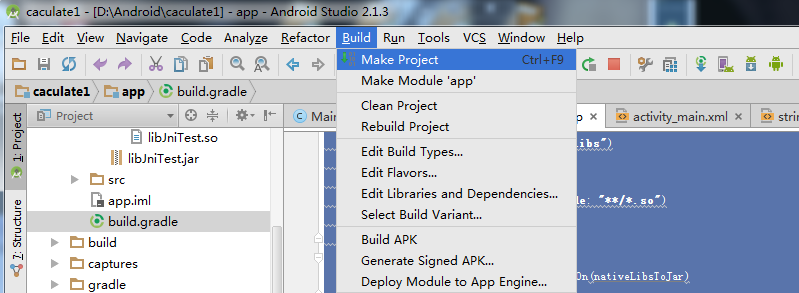 caculate1 - [D:\Android\caculate1] - app - Android Studio 2.1.3
File Edit View Navigate Code Analyze Refactor Build Run Tools VCS Window Help
caculate1 app build.gradle
1: Project
7: Structure
Project
libJniTest.so
libJniTest.jar
src
app.iml
build.gradle
build
captures
gradle
Make Project Ctrl+F9
Make Module 'app'
Clean Project
Rebuild Project
Edit Build Types...
Edit Flavors...
Edit Libraries and Dependencies...
Select Build Variant...
Build APK
Generate Signed APK...
Deploy Module to App Engine...
Main
activity_main.xml
strin
ibs")
e: "**/*.so")
On(nativeLibsToJar)